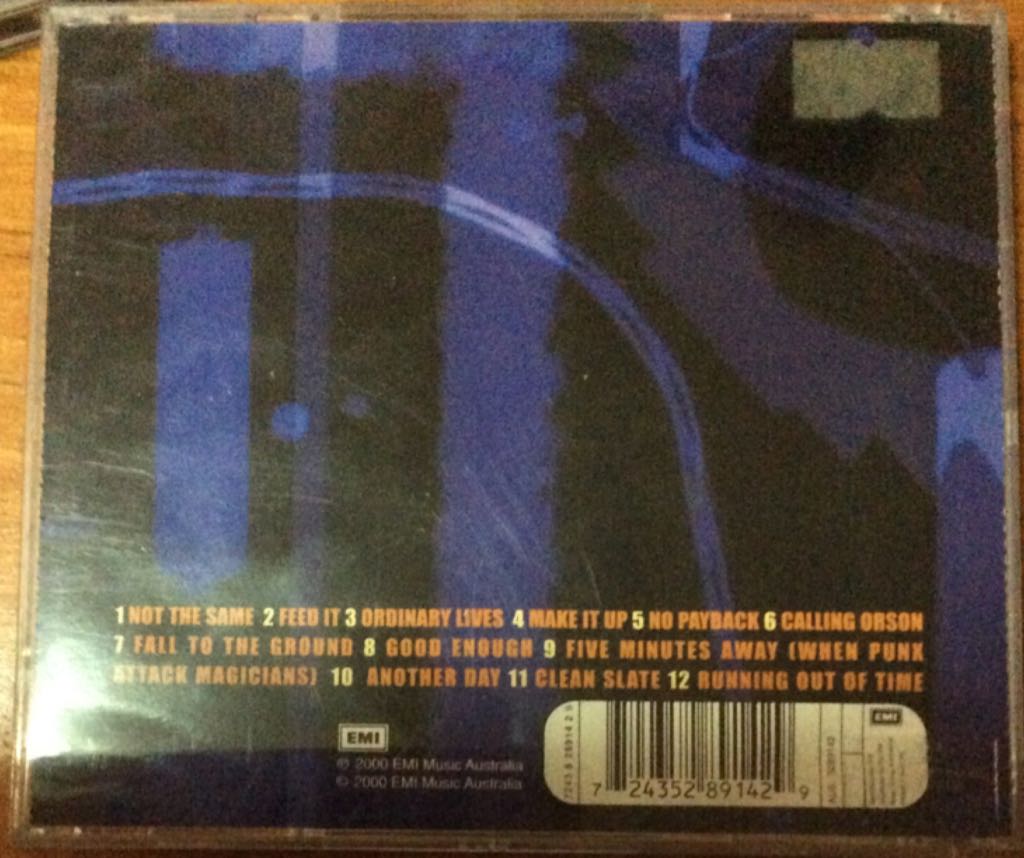 1 NOT THE SAME 2 FEED IT 3 ORDINARY LIVES 4 MAKE IT UP 5 NO PAYBACK 6 CALLING ORSON
7 FALL TO THE GROUND 8 GOOD ENOUGH 9 FIVE MINUTES AWAY (WHEN PUNX
ATTACK MAGICIANS) 10 ANOTHER DAY 11 CLEAN SLATE 12 RUNNING OUT OF TIME
EMI
℗ 2000 EMI Music Australia
© 2000 EMI Music Australia
7 24352 89142 9
EMI